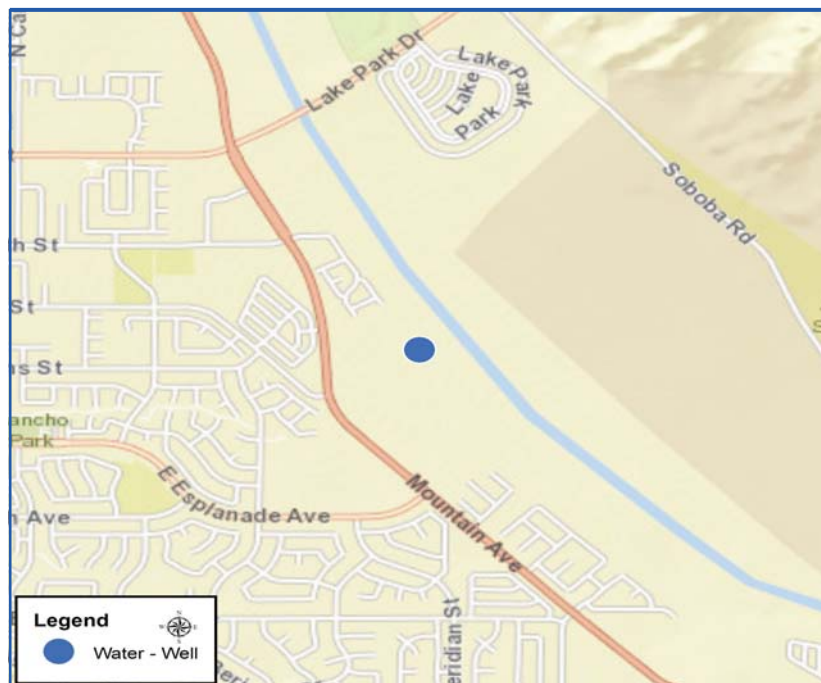 N Ca
Lake Park Dr
Lake Park
Lake
Park
Soboba Rd
th St
St
ns St
ancho
Park
E Esplanade Ave
n Ave
Mountain Ave
eridian St
Legend
N
W E
S
Water - Well